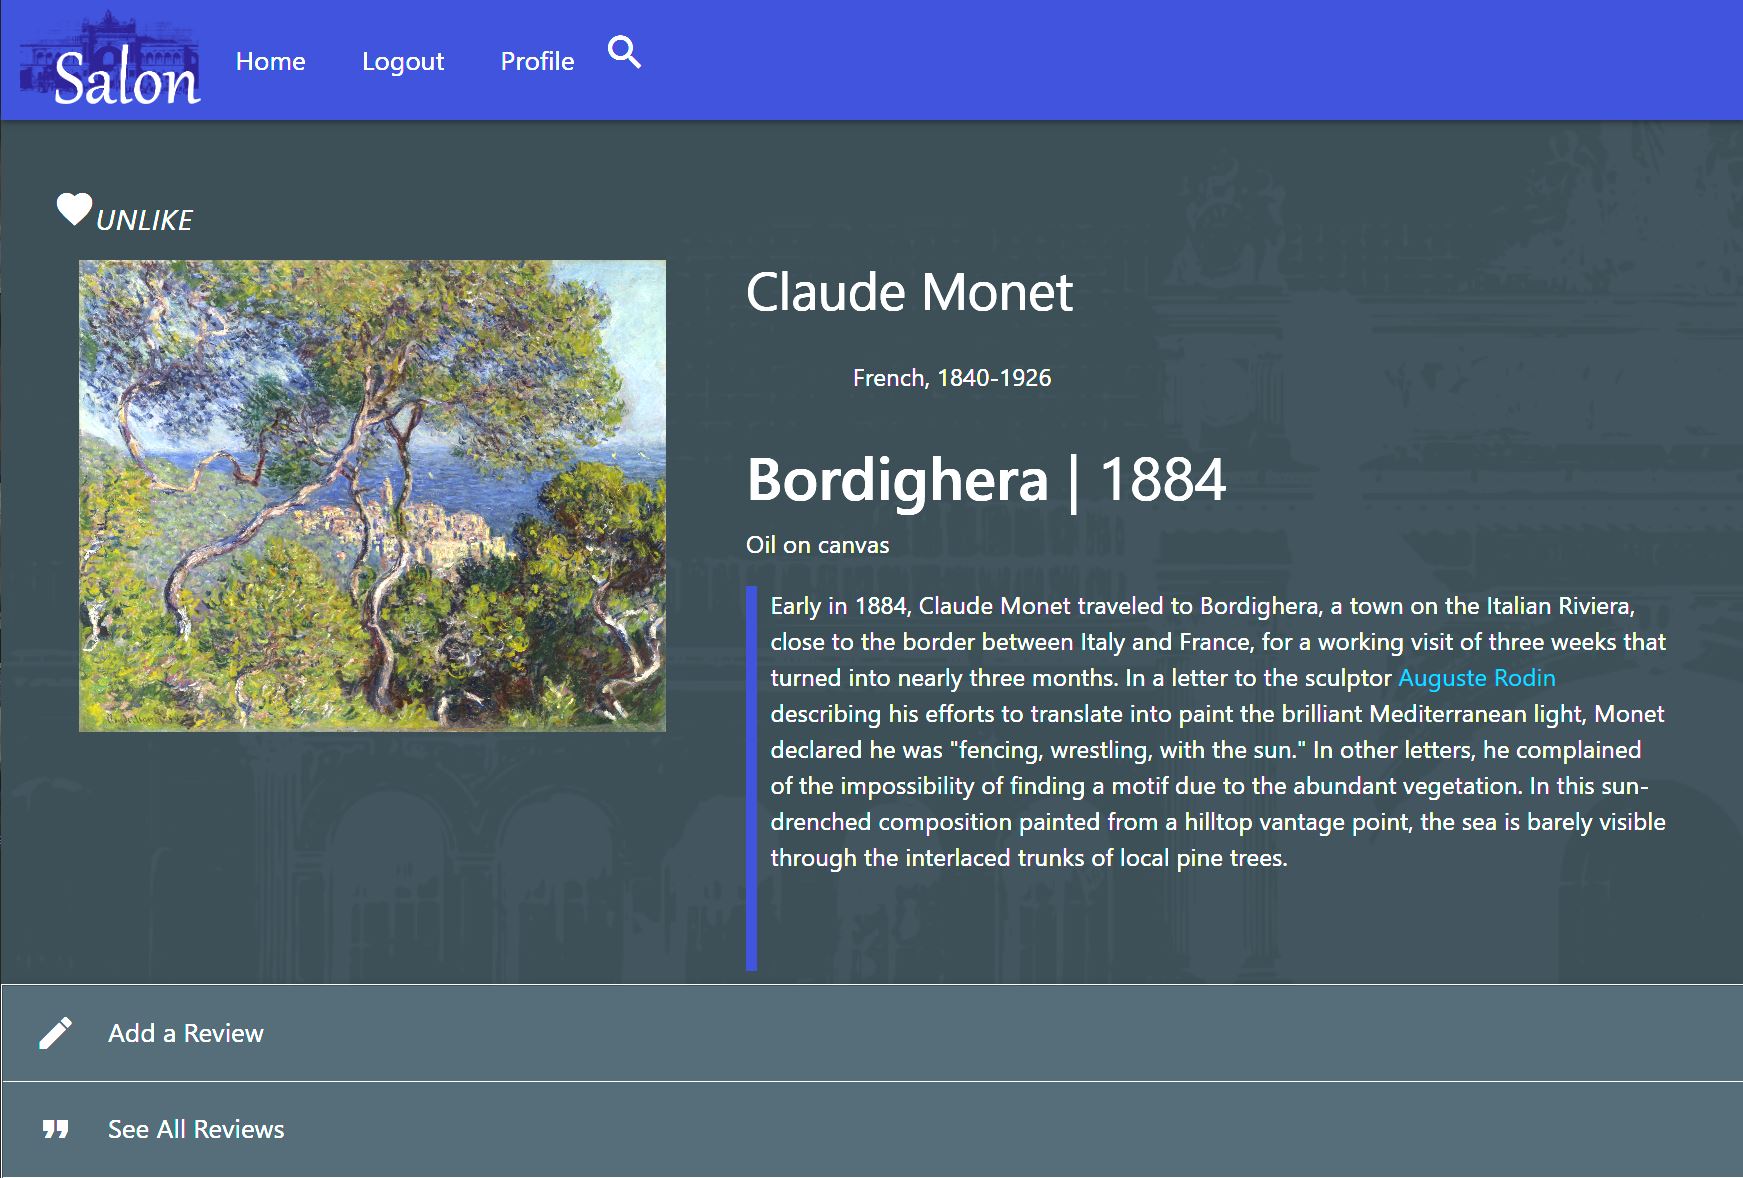 Salon
Home
Logout
Profile
UNLIKE
Claude Monet
French, 1840-1926
Bordighera | 1884
Oil on canvas
Early in 1884, Claude Monet traveled to Bordighera, a town on the Italian Riviera,
close to the border between Italy and France, for a working visit of three weeks that
turned into nearly three months. In a letter to the sculptor Auguste Rodin
describing his efforts to translate into paint the brilliant Mediterranean light, Monet
declared he was "fencing, wrestling, with the sun." In other letters, he complained
of the impossibility of finding a motif due to the abundant vegetation. In this sun-
drenched composition painted from a hilltop vantage point, the sea is barely visible
through the interlaced trunks of local pine trees.
Add a Review
See All Reviews